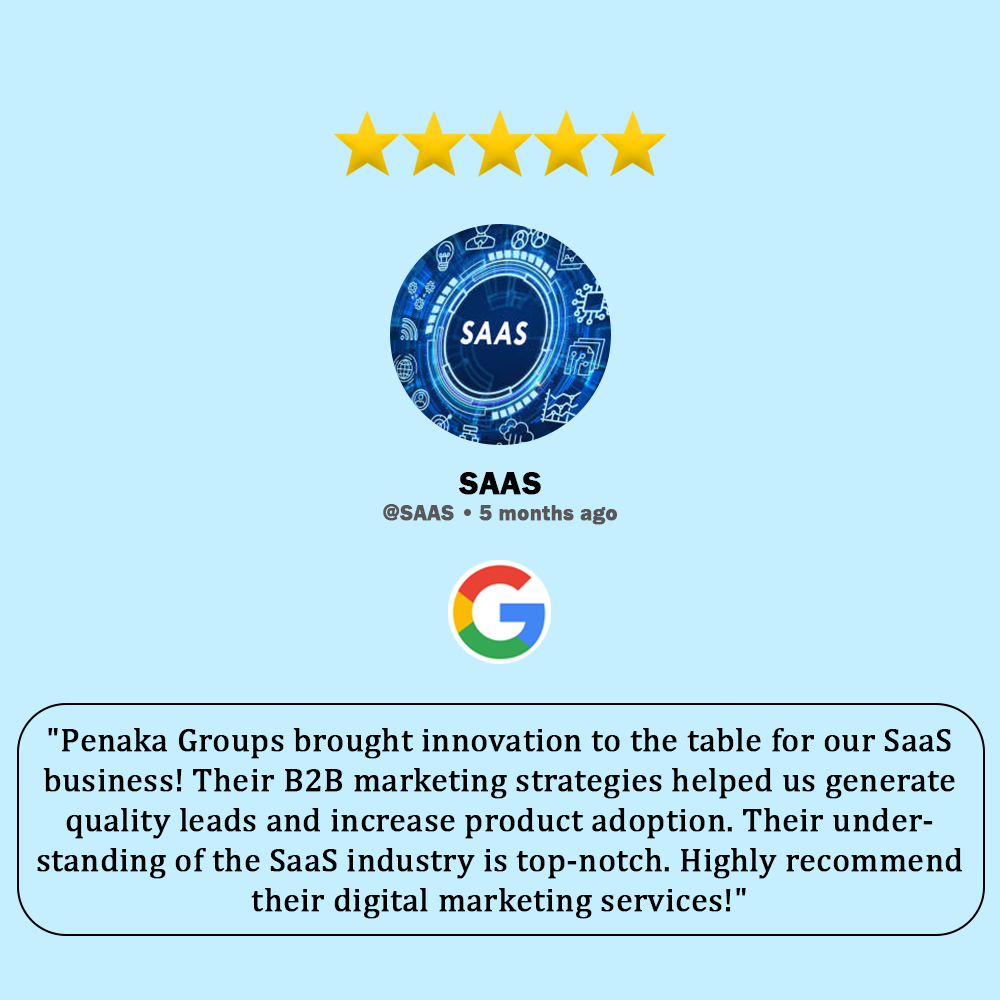 SAAS
SAAS
@SAAS • 5 months ago
"Penaka Groups brought innovation to the table for our SaaS
business! Their B2B marketing strategies helped us generate
quality leads and increase product adoption. Their under-
standing of the SaaS industry is top-notch. Highly recommend
their digital marketing services!"